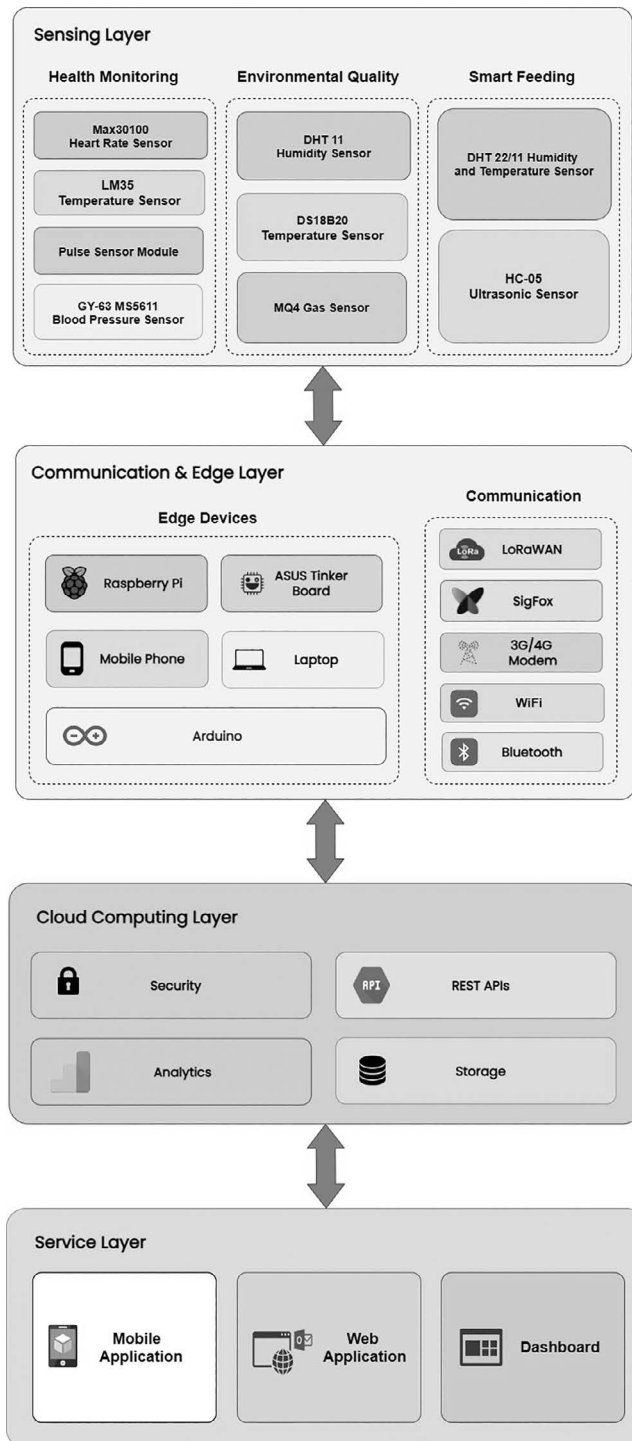 Sensing Layer
Health Monitoring
Max30100
Heart Rate Sensor
LM35
Temperature Sensor
Pulse Sensor Module
GY-63 MS5611
Blood Pressure Sensor
Environmental Quality
DHT 11
Humidity Sensor
DS18B20
Temperature Sensor
MQ4 Gas Sensor
Smart Feeding
DHT 22/11 Humidity
and Temperature Sensor
HC-05
Ultrasonic Sensor
Communication & Edge Layer
Edge Devices
Raspberry Pi
ASUS Tinker
Board
Mobile Phone
Laptop
Arduino
Communication
LoRa
LoRaWAN
SigFox
3G/4G
Modem
WiFi
Bluetooth
Cloud Computing Layer
Security
API
REST APIs
Analytics
Storage
Service Layer
Mobile
Application
Web
Application
Dashboard